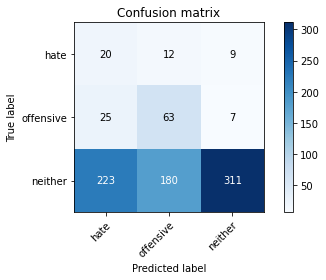 Confusion matrix
hate 20 12 9
offensive 25 63 7
neither 223 180 311
hate offensive neither
True label
Predicted label
300
250
200
150
100
50